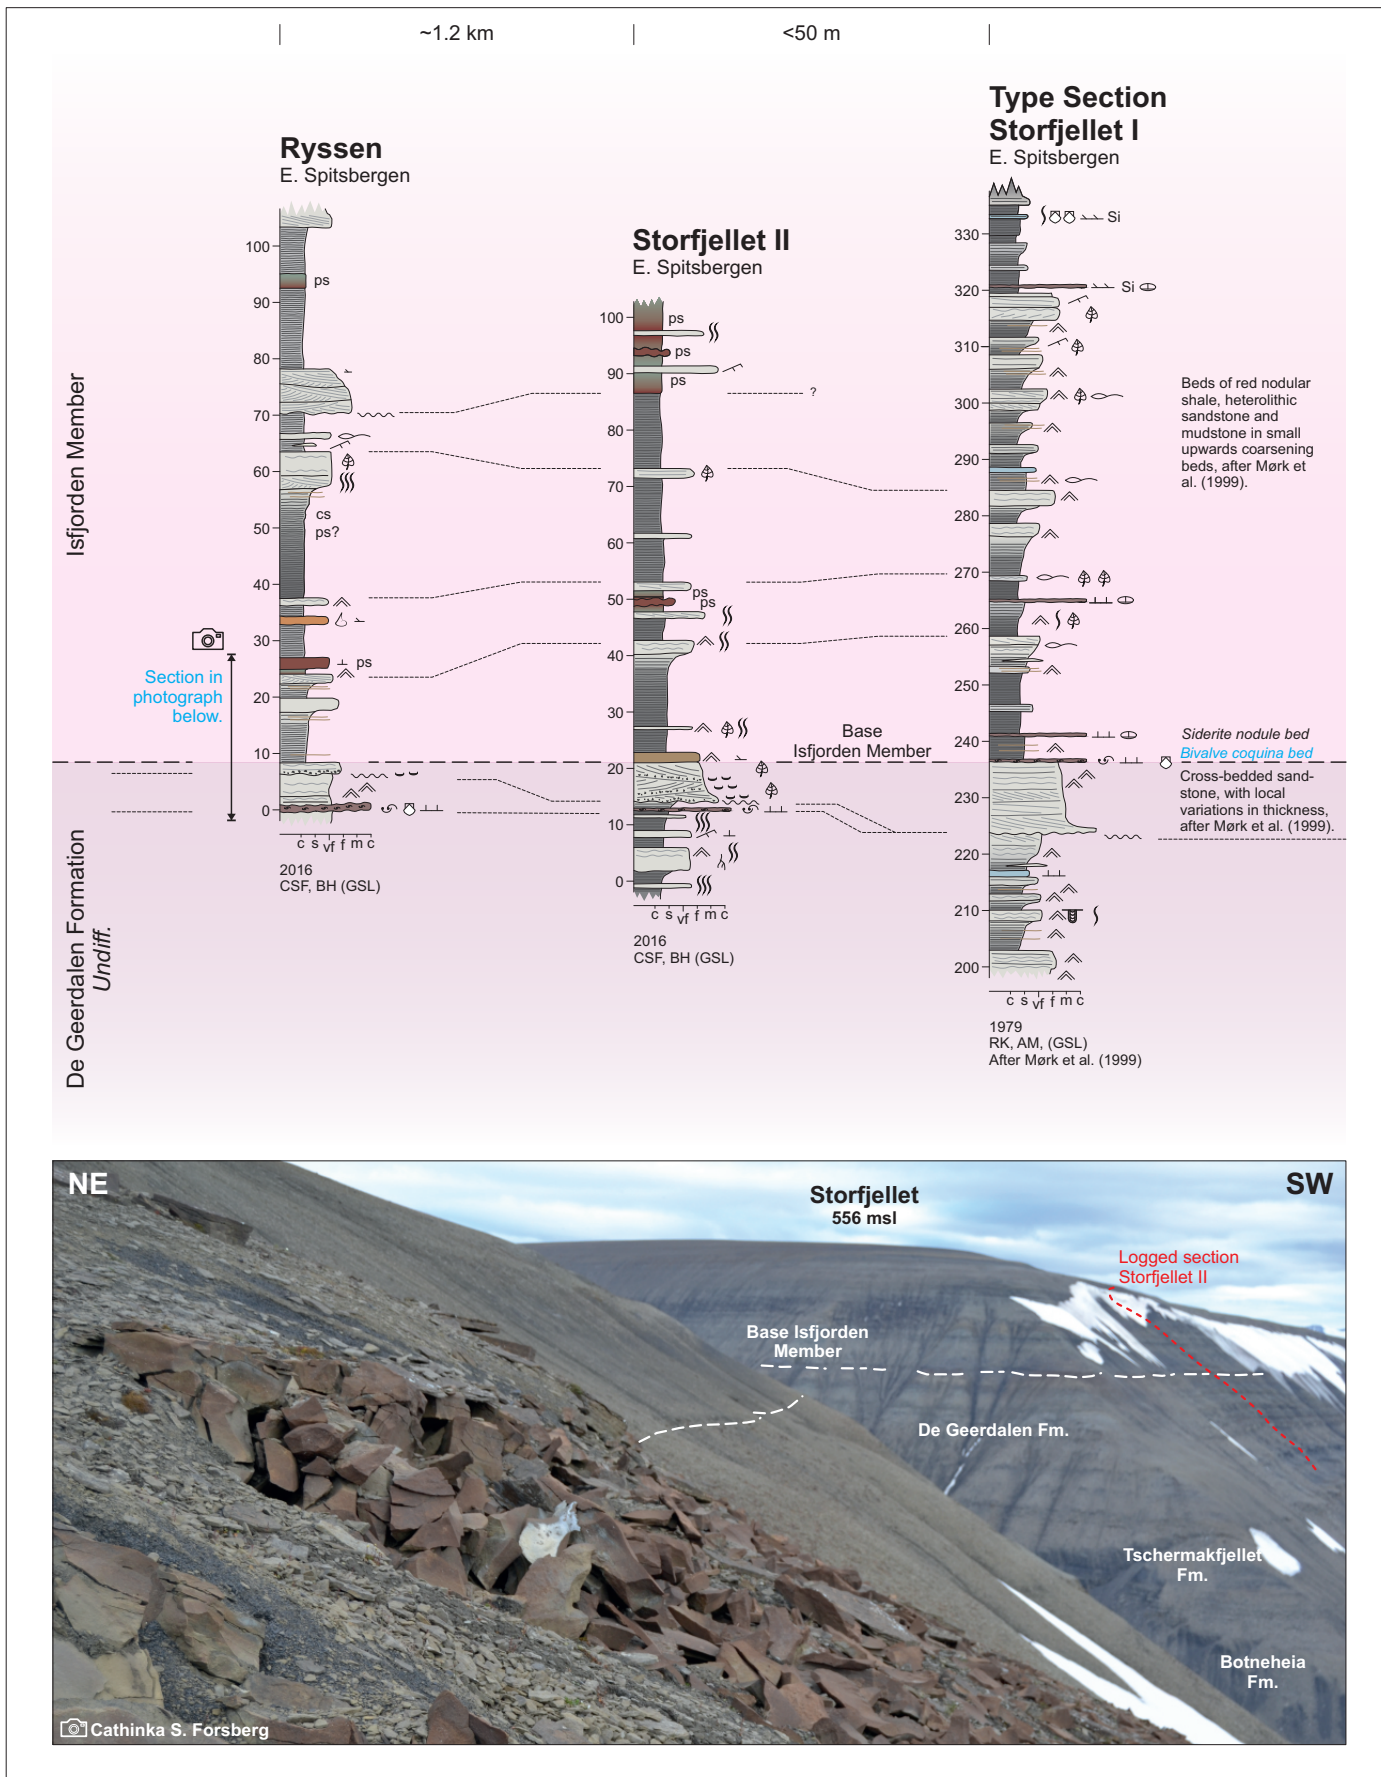 ~1.2 km
<50 m
Ryssen
E. Spitsbergen
100
90
80
70
60
50
40
30
20
10
0
ps
cs
ps?
ps
c s vf f m c
2016
CSF, BH (GSL)
Section in
photograph
below.
Storfjellet II
E. Spitsbergen
100
90
80
70
60
50
40
30
20
10
0
ps
ps
ps
?
ps
ps
c s vf f m c
2016
CSF, BH (GSL)
Base
Isfjorden Member
Type Section
Storfjellet I
E. Spitsbergen
330
320
310
300
290
280
270
260
250
240
230
220
210
200
Si
Si
c s vf f m c
1979
RK, AM, (GSL)
After Mørk et al. (1999)
Beds of red nodular
shale, heterolithic
sandstone and
mudstone in small
upwards coarsening
beds, after Mørk et
al. (1999).
Siderite nodule bed
Bivalve coquina bed
Cross-bedded sand-
stone, with local
variations in thickness,
after Mørk et al. (1999).
Isfjorden Member
De Geerdalen Formation
Undiff.
NE
SW
Storfjellet
556 msl
Logged section
Storfjellet II
Base Isfjorden
Member
De Geerdalen Fm.
Tschermakfjellet
Fm.
Botneheia
Fm.
Cathinka S. Forsberg